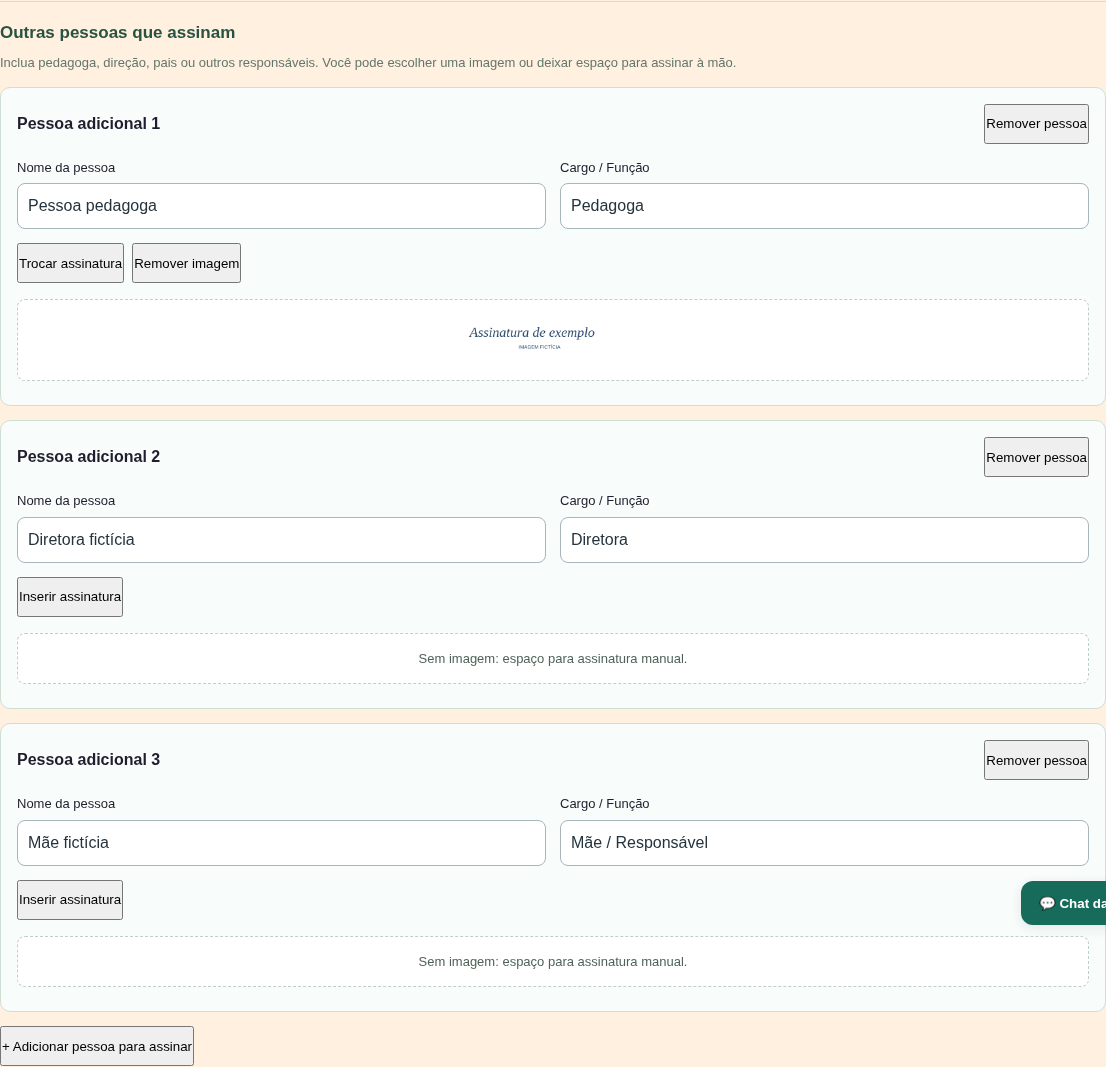 Outras pessoas que assinam
Inclua pedagoga, direção, pais ou outros responsáveis. Você pode escolher uma imagem ou deixar espaço para assinar à mão.
Pessoa adicional 1
Remover pessoa
Nome da pessoa
Cargo / Função
Pessoa pedagoga
Pedagoga
Trocar assinatura
Remover imagem
Assinatura de exemplo
IMAGEM FICTÍCIA
Pessoa adicional 2
Remover pessoa
Nome da pessoa
Cargo / Função
Diretora fictícia
Diretora
Inserir assinatura
Sem imagem: espaço para assinatura manual.
Pessoa adicional 3
Remover pessoa
Nome da pessoa
Cargo / Função
Mãe fictícia
Mãe / Responsável
Inserir assinatura
💬 Chat da
Sem imagem: espaço para assinatura manual.
+ Adicionar pessoa para assinar